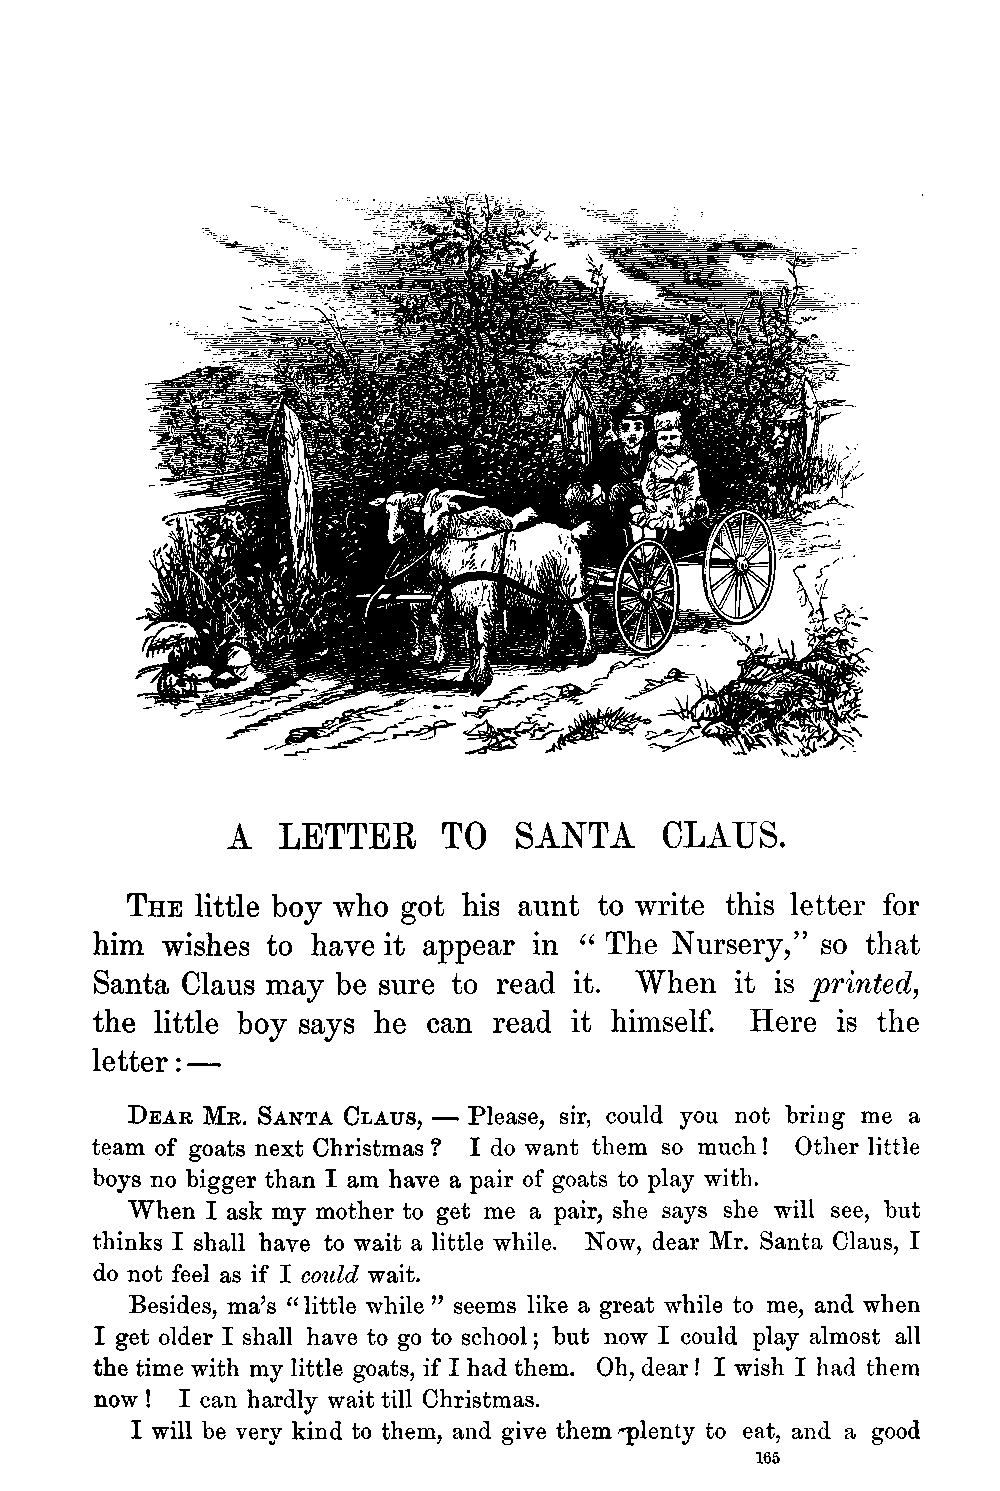 A LETTER TO SANTA CLAUS.
THE little boy who got his aunt to write this letter for
him wishes to have it appear in “ The Nursery,” so that
Santa Claus may be sure to read it. When it is printed,
the little boy says he can read it himself. Here is the
letter : —
DEAR MR. SANTA CLAUS, — Please, sir, could you not bring me a
team of goats next Christmas ? I do want them so much ! Other little
boys no bigger than I am have a pair of goats to play with.
When I ask my mother to get me a pair, she says she will see, but
thinks I shall have to wait a little while. Now, dear Mr. Santa Claus, I
do not feel as if I could wait.
Besides, ma’s “ little while ” seems like a great while to me, and when
I get older I shall have to go to school ; but now I could play almost all
the time with my little goats, if I had them. Oh, dear ! I wish I had them
now ! I can hardly wait till Christmas.
I will be very kind to them, and give them plenty to eat, and a good
165